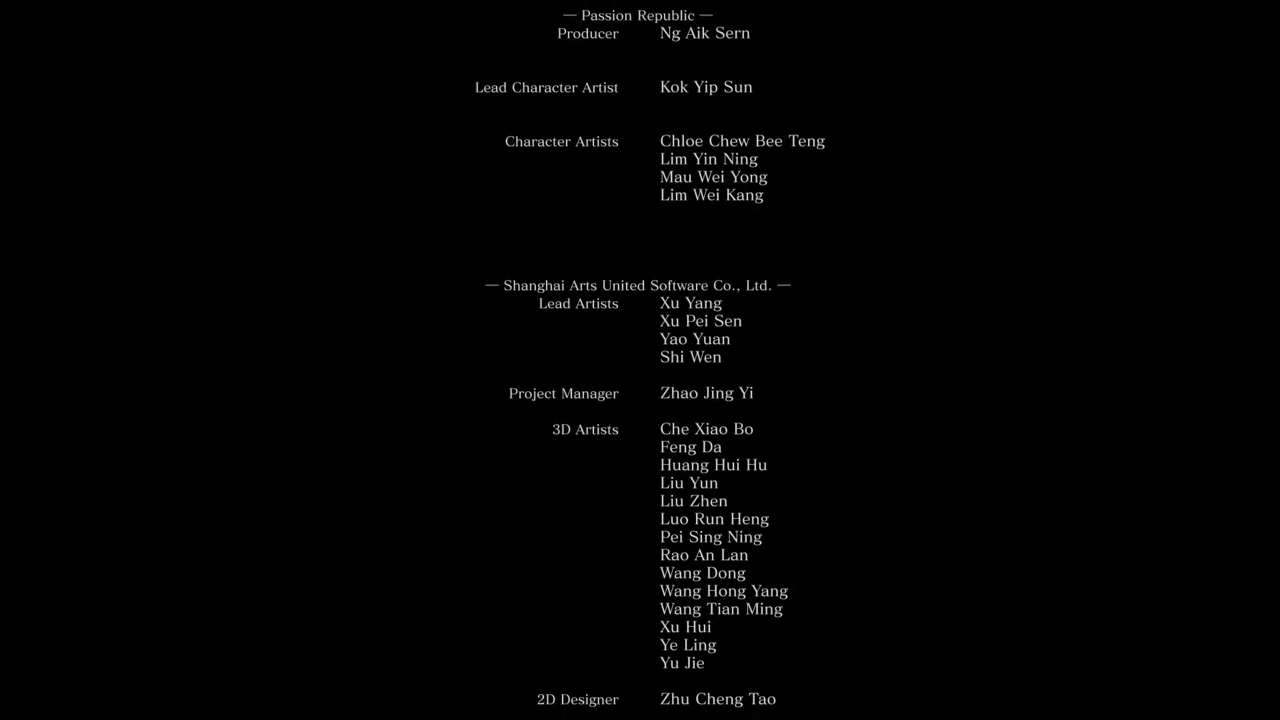 — Passion Republic —
Producer Ng Aik Sern
Lead Character Artist Kok Yip Sun
Character Artists Chloe Chew Bee Teng
Lim Yin Ning
Mau Wei Yong
Lim Wei Kang
— Shanghai Arts United Software Co., Ltd. —
Lead Artists Xu Yang
Xu Pei Sen
Yao Yuan
Shi Wen
Project Manager Zhao Jing Yi
3D Artists Che Xiao Bo
Feng Da
Huang Hui Hu
Liu Yun
Liu Zhen
Luo Run Heng
Pei Sing Ning
Rao An Lan
Wang Dong
Wang Hong Yang
Wang Tian Ming
Xu Hui
Ye Ling
Yu Jie
2D Designer Zhu Cheng Tao